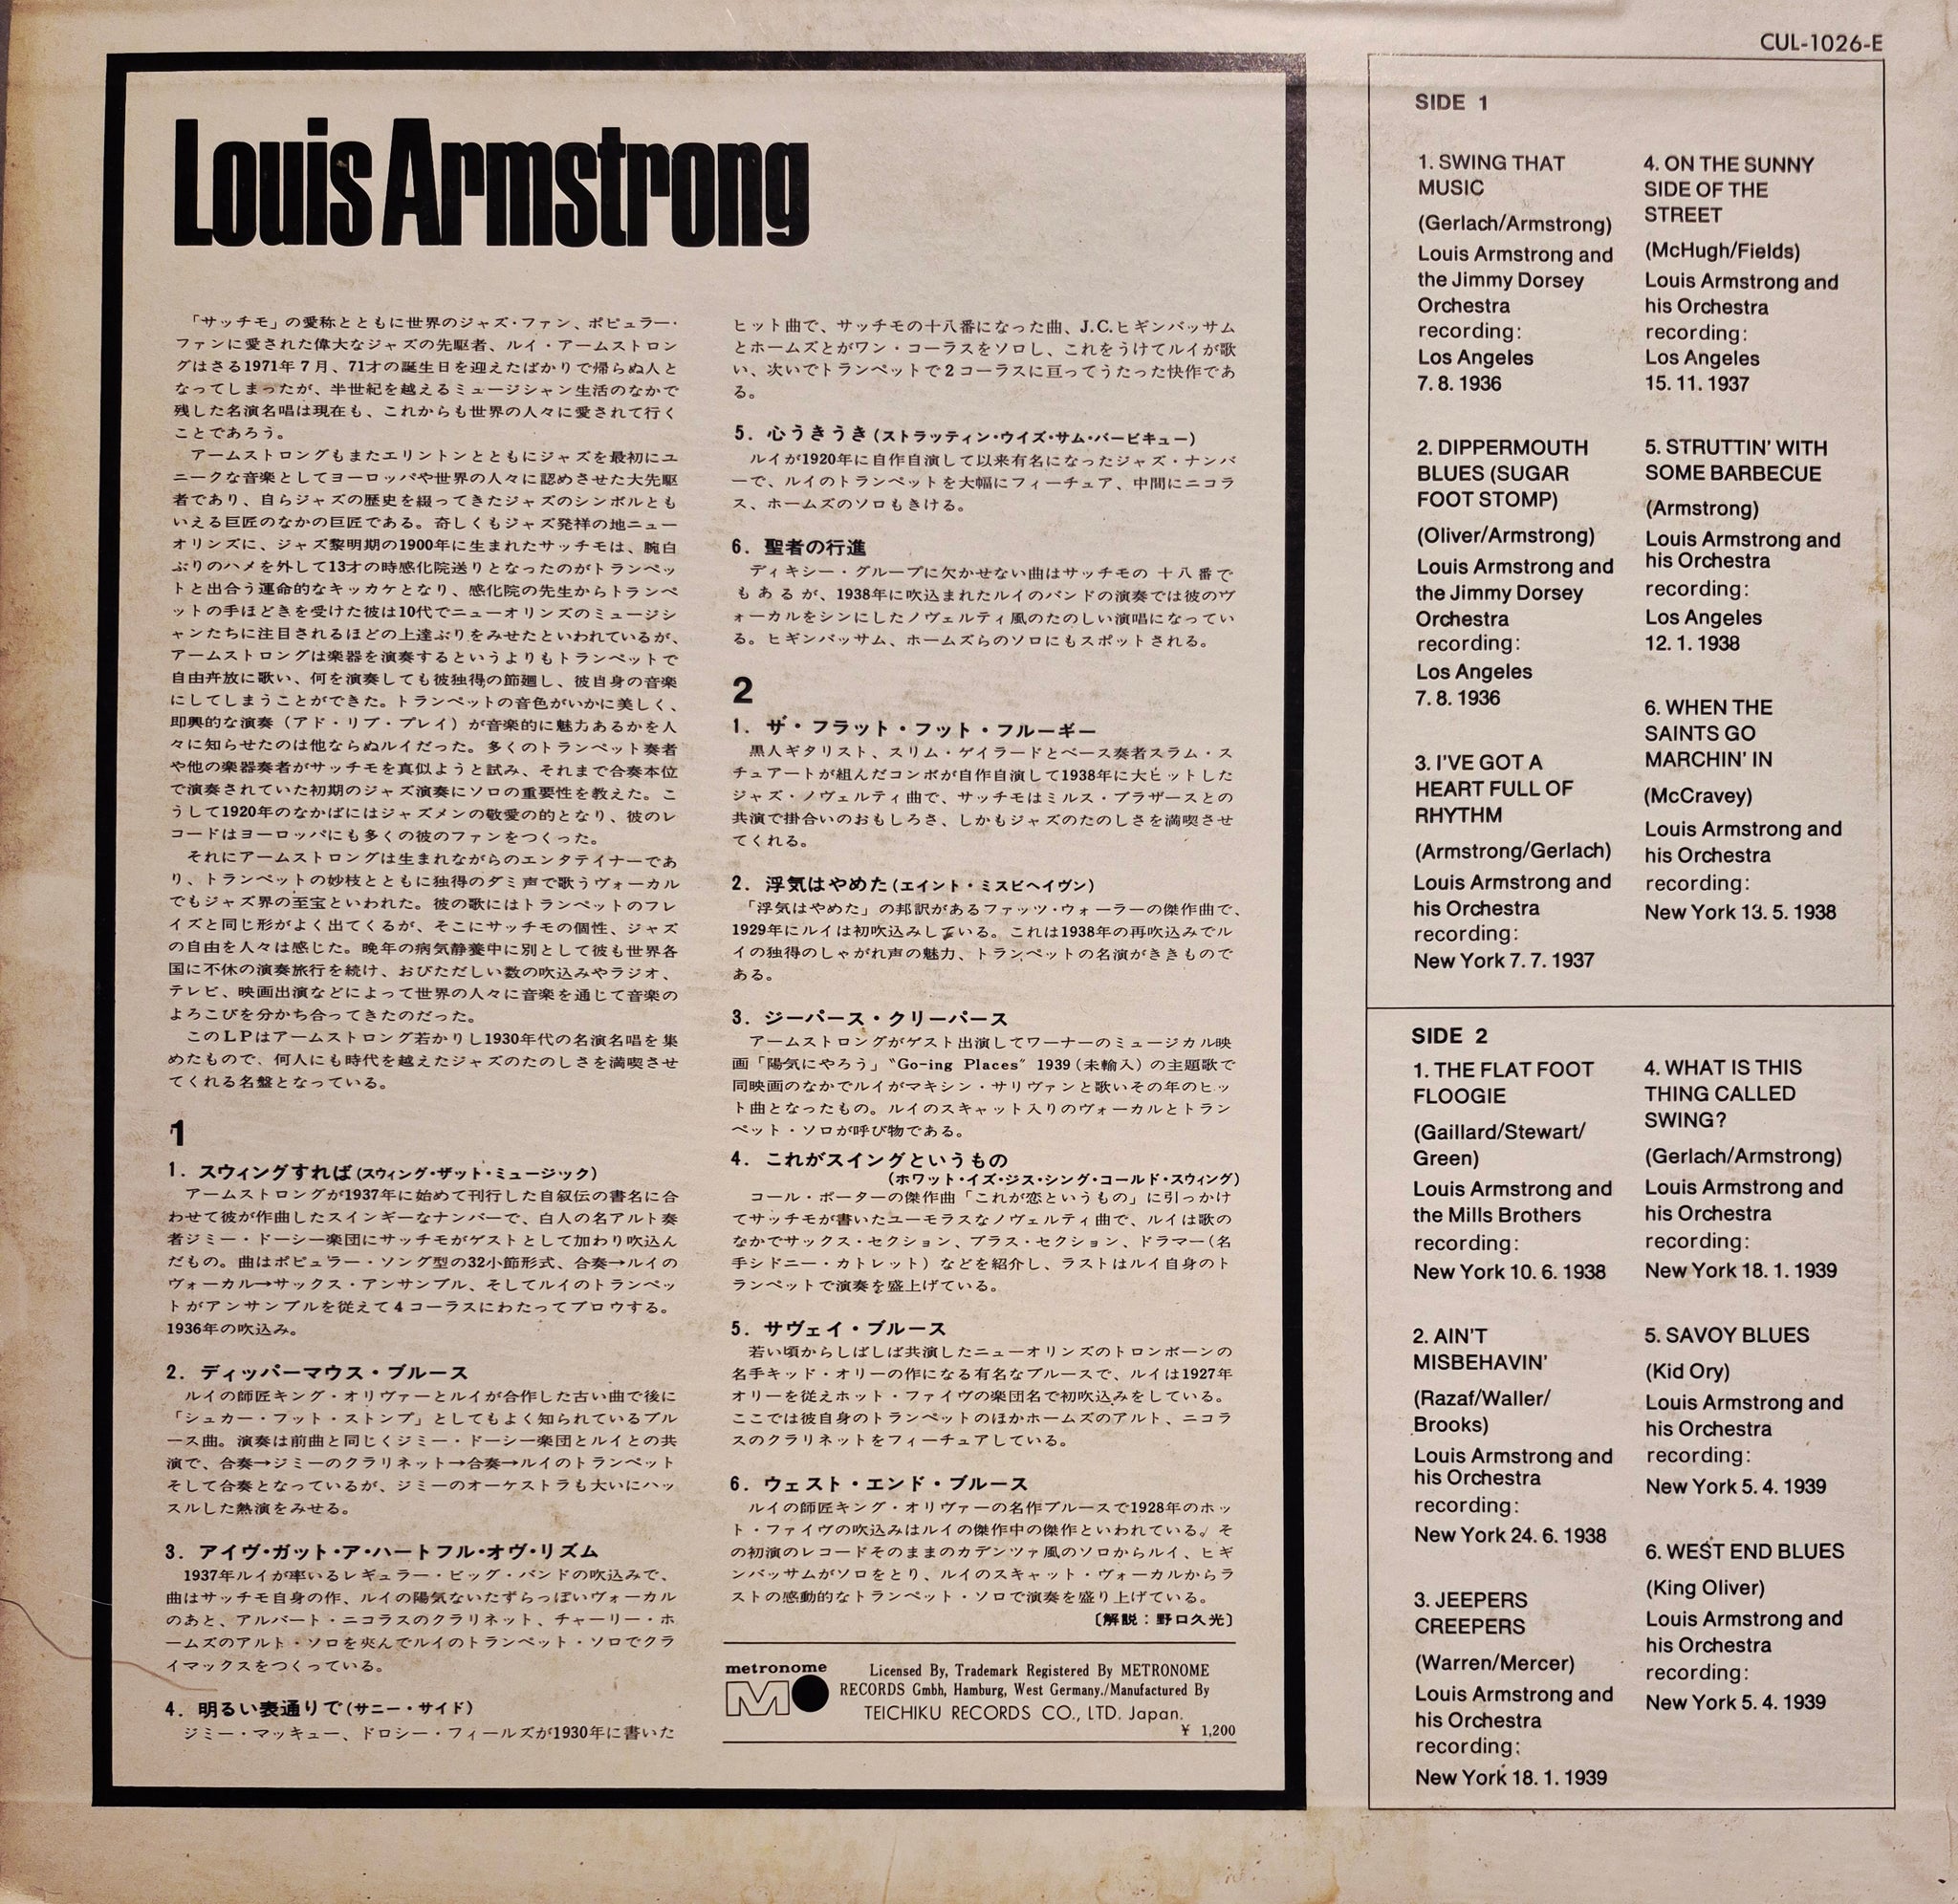 CUL-1026-E
Louis Armstrong
「サッチモ」の愛称とともに世界のジャズ・ファン、ポピュラー・
ファンに愛された偉大なジャズの先駆者、ルイ・アームストロン
グはさる1971年7月、71才の誕生日を迎えたばかりで帰らぬ人と
なってしまったが、半世紀を越えるミュージシャン生活のなかで
残した名演名唱は現在も、これからも世界の人々に愛されて行く
ことであろう。
アームストロングもまたエリントンとともにジャズを最初にユ
ニークな音楽としてヨーロッパや世界の人々に認めさせた大先駆
者であり、自らジャズの歴史を綴ってきたジャズのシンボルとも
いえる巨匠のなかの巨匠である。奇しくもジャズ発祥の地ニュー
オリンズに、ジャズ黎明期の1900年に生まれたサッチモは、腕白
ぶりのハメを外して13才の時感化院送りとなったのがトランペッ
トと出合う運命的なキッカケとなり、感化院の先生からトランペ
ットの手ほどきを受けた彼は10代でニューオリンズのミュージシ
ャンたちに注目されるほどの上達ぶりをみせたといわれているが、
アームストロングは楽器を演奏するというよりもトランペットで
自由奔放に歌い、何を演奏しても彼独得の節廻し、彼自身の音楽
にしてしまうことができた。トランペットの音色がいかに美しく、
即興的な演奏(アド・リブ・プレイ)が音楽的に魅力あるかを人
々に知らせたのは他ならぬルイだった。多くのトランペット奏者
や他の楽器奏者がサッチモを真似ようと試み、それまで合奏本位
で演奏されていた初期のジャズ演奏にソロの重要性を教えた。こ
うして1920年のなかばにはジャズメンの敬愛の的となり、彼のレ
コードはヨーロッパにも多くの彼のファンをつくった。
それにアームストロングは生まれながらのエンタテイナーであ
り、トランペットの妙技とともに独得のダミ声で歌うヴォーカル
でもジャズ界の至宝といわれた。彼の歌にはトランペットのフレ
イズと同じ形がよく出てくるが、そこにサッチモの個性、ジャズ
の自由を人々は感じた。晩年の病気静養中に別として彼も世界各
国に不休の演奏旅行を続け、おびただしい数の吹込みやラジオ、
テレビ、映画出演などによって世界の人々に音楽を通じて音楽の
よろこびを分かち合ってきたのだった。
このLPはアームストロング若かりし1930年代の名演名唱を集
めたもので、何人にも時代を越えたジャズのたのしさを満喫させ
てくれる名盤となっている。
1
1. スウィングすれば(スウィング・ザット・ミュージック)
アームストロングが1937年に始めて刊行した自叙伝の書名に合
わせて彼が作曲したスインギーなナンバーで、白人の名アルト奏
者ジミー・ドーシー楽団にサッチモがゲストとして加わり吹込ん
だもの。曲はポピュラー・ソング型の32小節形式、合奏→ルイの
ヴォーカル→サックス・アンサンブル、そしてルイのトランペッ
トがアンサンブルを従えて4コーラスにわたってブロウする。
1936年の吹込み。
2. ディッパーマウス・ブルース
ルイの師匠キング・オリヴァーとルイが合作した古い曲で後に
「シュカー・フット・ストンプ」としてもよく知られているブル
ース曲。演奏は前曲と同じくジミー・ドーシー楽団とルイとの共
演で、合奏→ジミーのクラリネット→合奏→ルイのトランペット
そして合奏となっているが、ジミーのオーケストラも大いにハッ
スルした熱演をみせる。
3. アイヴ・ガット・ア・ハートフル・オヴ・リズム
1937年ルイが率いるレギュラー・ビッグ・バンドの吹込みで、
曲はサッチモ自身の作、ルイの陽気ないたずらっぽいヴォーカル
のあと、アルバート・ニコラスのクラリネット、チャーリー・ホ
ームズのアルト・ソロを夾んでルイのトランペット・ソロでクラ
イマックスをつくっている。
4. 明るい表通りで(サニー・サイド)
ジミー・マッキュー、ドロシー・フィールズが1930年に書いた
ヒット曲で、サッチモの十八番になった曲、J.C.ヒギンバッサム
とホームズとがワン・コーラスをソロし、これをうけてルイが歌
い、次いでトランペットで2コーラスに亘ってうたった快作であ
る。
5. 心うきうき(ストラッティン・ウイズ・サム・バービキュー)
ルイが1920年に自作自演して以来有名になったジャズ・ナンバ
ーで、ルイのトランペットを大幅にフィーチュア、中間にニコラ
ス、ホームズのソロもきける。
6. 聖者の行進
ディキシー・グループに欠かせない曲はサッチモの十八番で
もあるが、1938年に吹込まれたルイのバンドの演奏では彼のヴ
ォーカルをシンにしたノヴェルティ風のたのしい演唱になってい
る。ヒギンバッサム、ホームズらのソロにもスポットされる。
2
1. ザ・フラット・フット・フルーギー
黒人ギタリスト、スリム・ゲイラードとベース奏者スラム・ス
チュアートが組んだコンボが自作自演して1938年に大ヒットした
ジャズ・ノヴェルティ曲で、サッチモはミルス・ブラザースとの
共演で掛合いのおもしろさ、しかもジャズのたのしさを満喫させ
てくれる。
2. 浮気はやめた(エイント・ミスビヘイヴン)
「浮気はやめた」の邦訳があるファッツ・ウォーラーの傑作曲で、
1929年にルイは初吹込みしている。これは1938年の再吹込みでル
イの独得のしゃがれ声の魅力、トランペットの名演がききもので
ある。
3. ジーパース・クリーパース
アームストロングがゲスト出演してワーナーのミュージカル映
画「陽気にやろう」"Go-ing Places" 1939(未輸入)の主題歌で
同映画のなかでルイがマキシン・サリヴァンと歌いその年のヒッ
ト曲となったもの。ルイのスキャット入りのヴォーカルとトラン
ペット・ソロが呼び物である。
4. これがスイングというもの
(ホワット・イズ・ジス・シング・コールド・スウィング)
コール・ポーターの傑作曲「これが恋というもの」に引っかけ
てサッチモが書いたユーモラスなノヴェルティ曲で、ルイは歌の
なかでサックス・セクション、ブラス・セクション、ドラマー(名
手シドニー・カトレット)などを紹介し、ラストはルイ自身のト
ランペットで演奏を盛上げている。
5. サヴェイ・ブルース
若い頃からしばしば共演したニューオリンズのトロンボーンの
名手キッド・オリーの作になる有名なブルースで、ルイは1927年
オリーを従えホット・ファイヴの楽団名で初吹込みをしている。
ここでは彼自身のトランペットのほかホームズのアルト、ニコラ
スのクラリネットをフィーチュアしている。
6. ウェスト・エンド・ブルース
ルイの師匠キング・オリヴァーの名作ブルースで1928年のホッ
ト・ファイヴの吹込みはルイの傑作中の傑作といわれている。そ
の初演のレコードそのままのカデンツァ風のソロからルイ、ヒギ
ンバッサムがソロをとり、ルイのスキャット・ヴォーカルからラ
ストの感動的なトランペット・ソロで演奏を盛り上げている。
〔解説:野口久光〕
metronome
Licensed By, Trademark Registered By METRONOME
RECORDS Gmbh, Hamburg, West Germany./Manufactured By
TEICHIKU RECORDS CO., LTD. Japan.
¥ 1,200
SIDE 1
1. SWING THAT
MUSIC
(Gerlach/Armstrong)
Louis Armstrong and
the Jimmy Dorsey
Orchestra
recording:
Los Angeles
7. 8. 1936
2. DIPPERMOUTH
BLUES (SUGAR
FOOT STOMP)
(Oliver/Armstrong)
Louis Armstrong and
the Jimmy Dorsey
Orchestra
recording:
Los Angeles
7. 8. 1936
3. I'VE GOT A
HEART FULL OF
RHYTHM
(Armstrong/Gerlach)
Louis Armstrong and
his Orchestra
recording:
New York 7. 7. 1937
4. ON THE SUNNY
SIDE OF THE
STREET
(McHugh/Fields)
Louis Armstrong and
his Orchestra
recording:
Los Angeles
15. 11. 1937
5. STRUTTIN' WITH
SOME BARBECUE
(Armstrong)
Louis Armstrong and
his Orchestra
recording:
Los Angeles
12. 1. 1938
6. WHEN THE
SAINTS GO
MARCHIN' IN
(McCravey)
Louis Armstrong and
his Orchestra
recording:
New York 13. 5. 1938
SIDE 2
1. THE FLAT FOOT
FLOOGIE
(Gaillard/Stewart/
Green)
Louis Armstrong and
the Mills Brothers
recording:
New York 10. 6. 1938
2. AIN'T
MISBEHAVIN'
(Razaf/Waller/
Brooks)
Louis Armstrong and
his Orchestra
recording:
New York 24. 6. 1938
3. JEEPERS
CREEPERS
(Warren/Mercer)
Louis Armstrong and
his Orchestra
recording:
New York 18. 1. 1939
4. WHAT IS THIS
THING CALLED
SWING?
(Gerlach/Armstrong)
Louis Armstrong and
his Orchestra
recording:
New York 18. 1. 1939
5. SAVOY BLUES
(Kid Ory)
Louis Armstrong and
his Orchestra
recording:
New York 5. 4. 1939
6. WEST END BLUES
(King Oliver)
Louis Armstrong and
his Orchestra
recording:
New York 5. 4. 1939